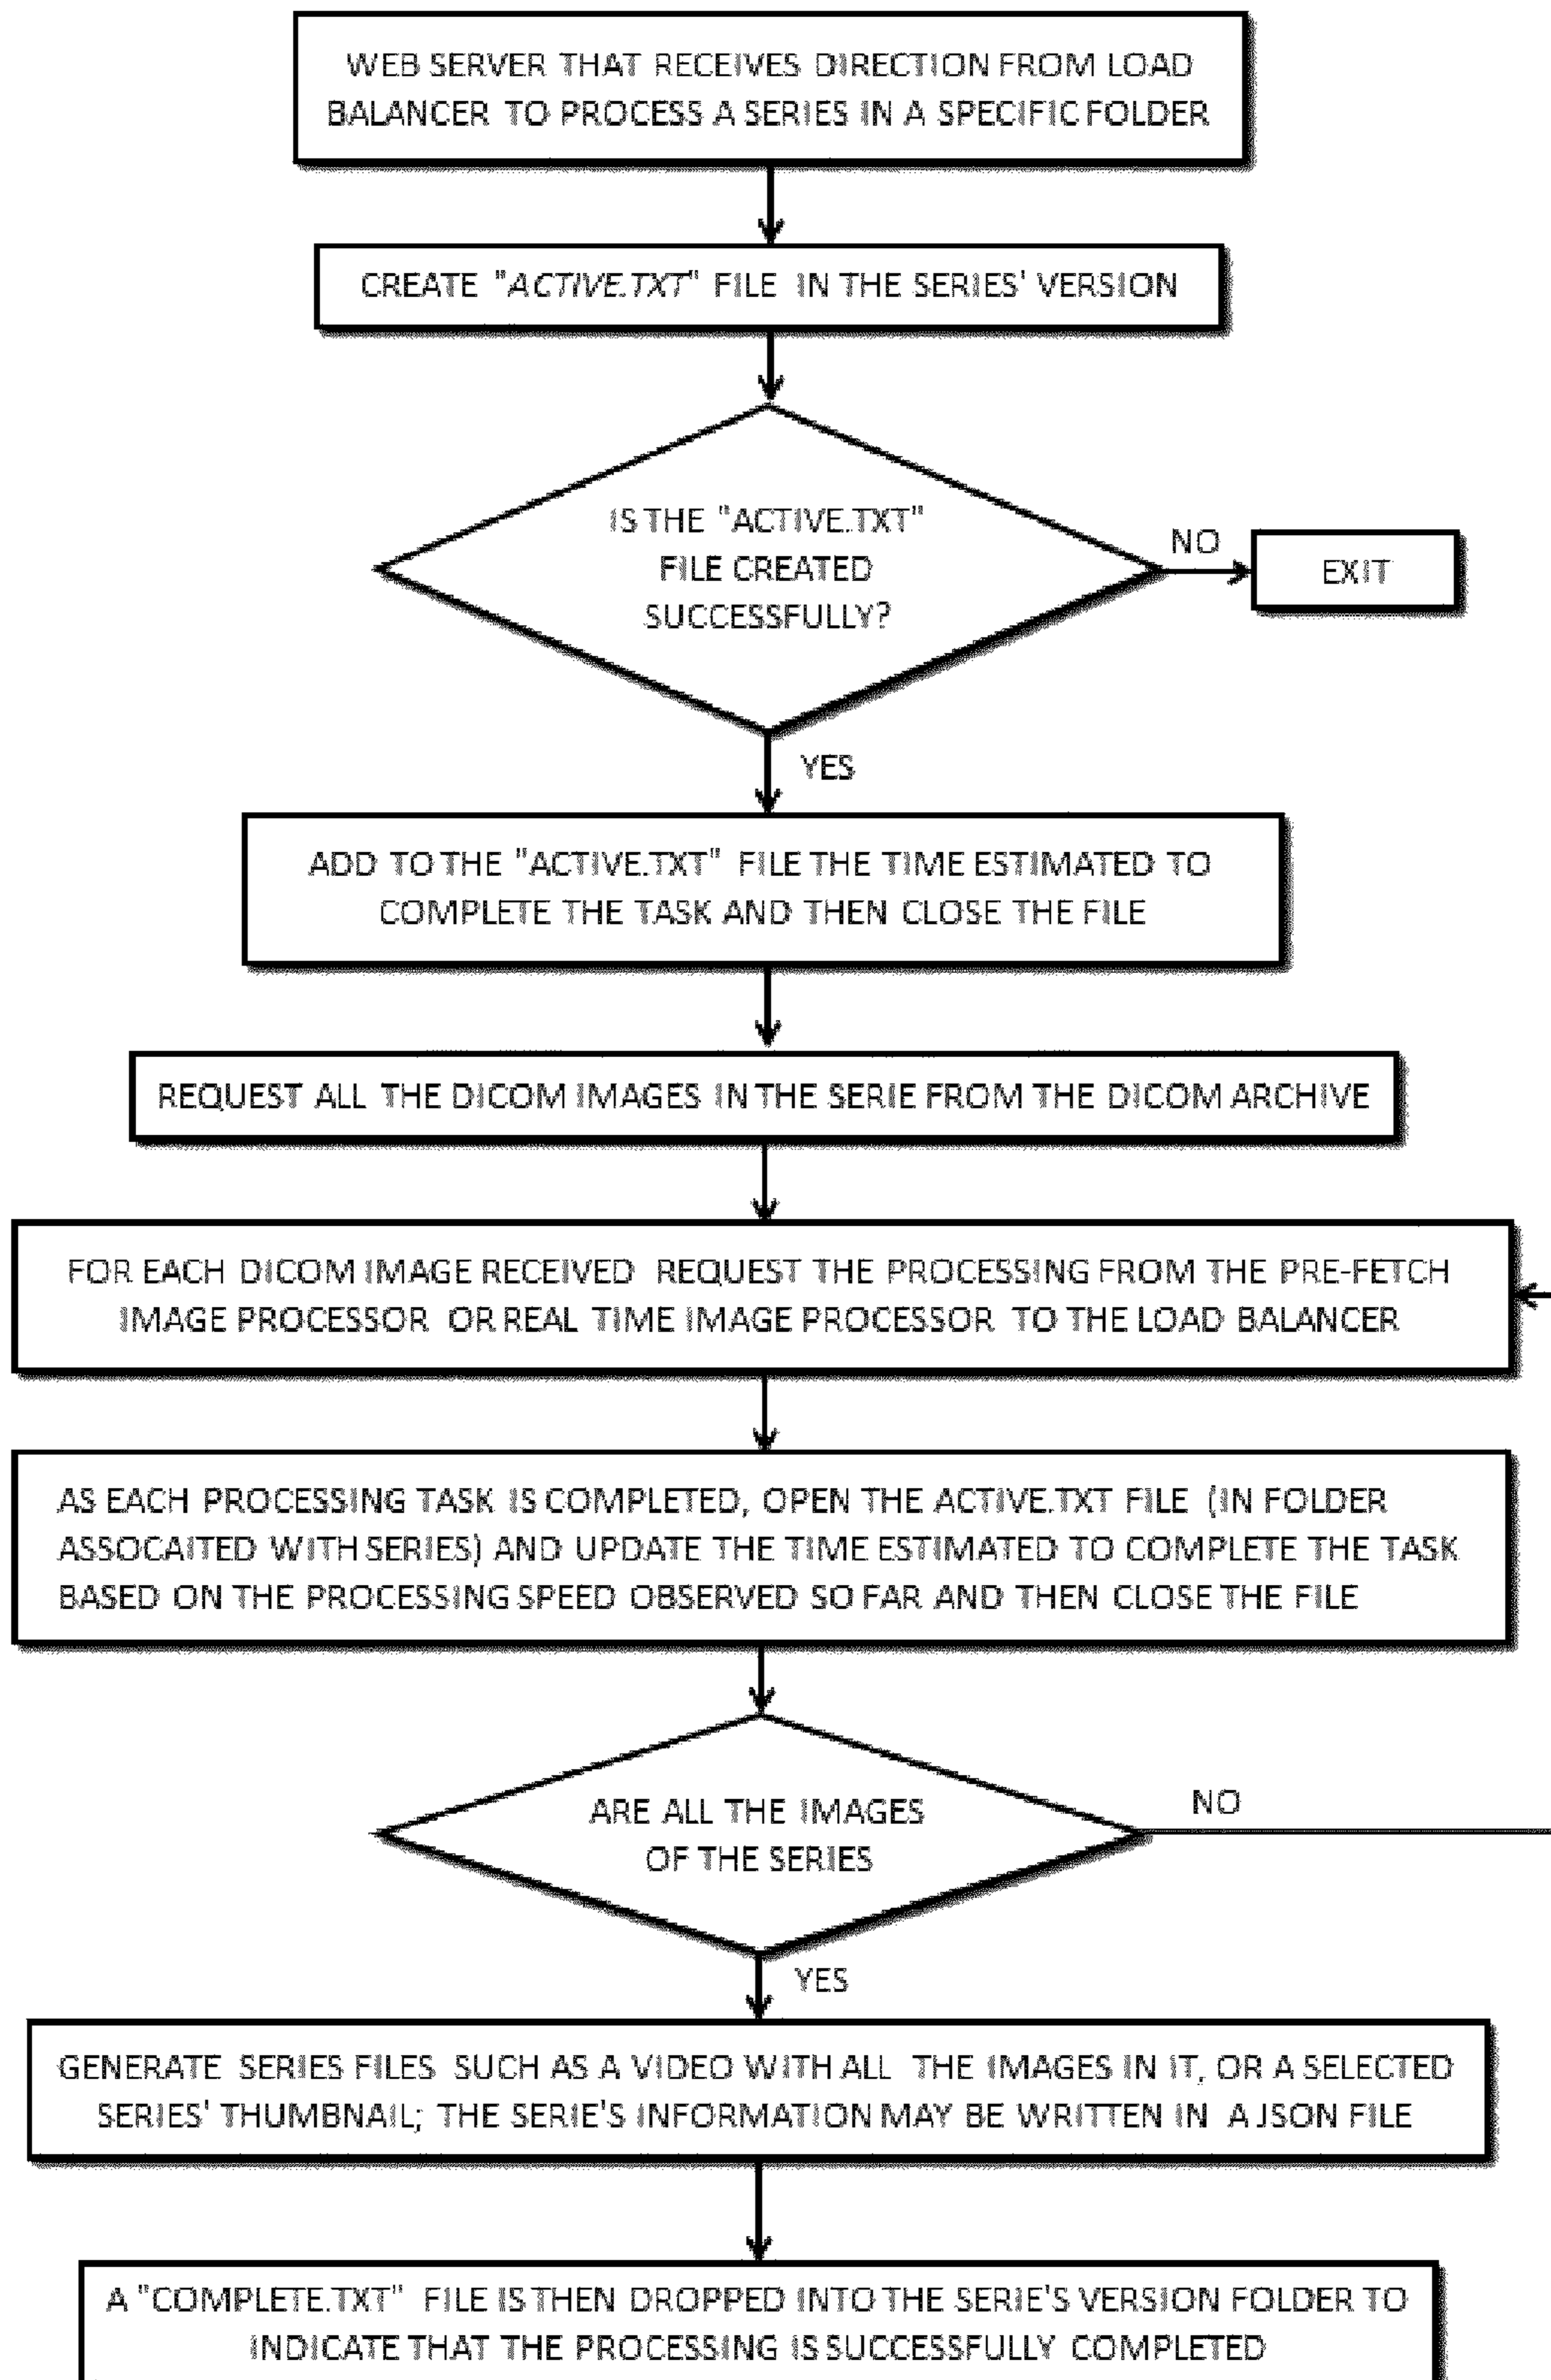 WEB SERVER THAT RECEIVES DIRECTION FROM LOAD
BALANCER TO PROCESS A SERIES IN A SPECIFIC FOLDER
CREATE "ACTIVE.TXT" FILE IN THE SERIES' VERSION
IS THE "ACTIVE.TXT"
FILE CREATED
SUCCESSFULLY?
NO
EXIT
YES
ADD TO THE "ACTIVE.TXT" FILE THE TIME ESTIMATED TO
COMPLETE THE TASK AND THEN CLOSE THE FILE
REQUEST ALL THE DICOM IMAGES IN THE SERIE FROM THE DICOM ARCHIVE
FOR EACH DICOM IMAGE RECEIVED REQUEST THE PROCESSING FROM THE PRE-FETCH
IMAGE PROCESSOR OR REAL TIME IMAGE PROCESSOR TO THE LOAD BALANCER
AS EACH PROCESSING TASK IS COMPLETED, OPEN THE ACTIVE.TXT FILE (IN FOLDER
ASSOCAITED WITH SERIES) AND UPDATE THE TIME ESTIMATED TO COMPLETE THE TASK
BASED ON THE PROCESSING SPEED OBSERVED SO FAR AND THEN CLOSE THE FILE
ARE ALL THE IMAGES
OF THE SERIES
NO
YES
GENERATE SERIES FILES SUCH AS A VIDEO WITH ALL THE IMAGES IN IT, OR A SELECTED
SERIES' THUMBNAIL; THE SERIE'S INFORMATION MAY BE WRITTEN IN A JSON FILE
A "COMPLETE.TXT" FILE IS THEN DROPPED INTO THE SERIE'S VERSION FOLDER TO
INDICATE THAT THE PROCESSING IS SUCCESSFULLY COMPLETED